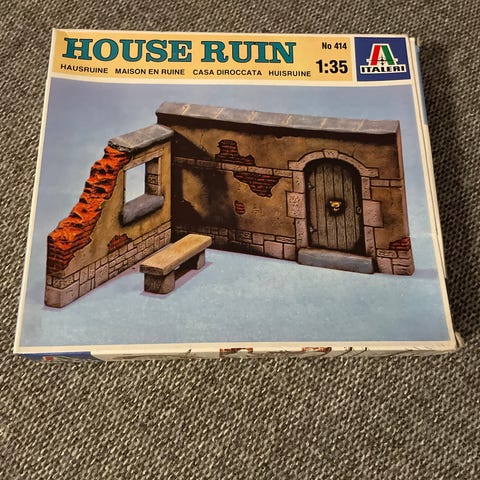 HOUSE RUIN
No 414
HAUSRUINE MAISON EN RUINE CASA DIROCCATA HUISRUINE
1:35
ITALERI